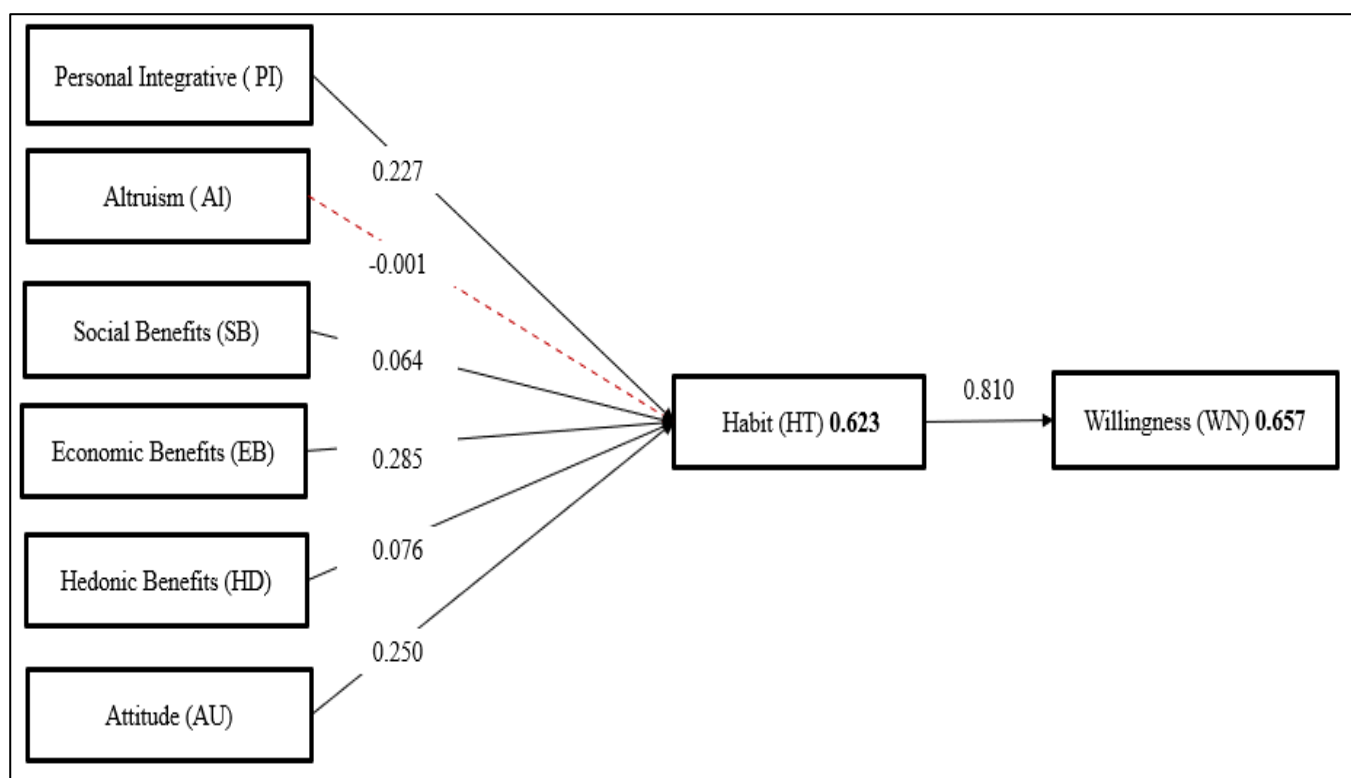 Personal Integrative ( PI)
0.227
Altruism ( Al)
-0.001
Social Benefits (SB)
0.064
Economic Benefits (EB)
0.285
Hedonic Benefits (HD)
0.076
Attitude (AU)
0.250
Habit (HT) 0.623
0.810
Willingness (WN) 0.657